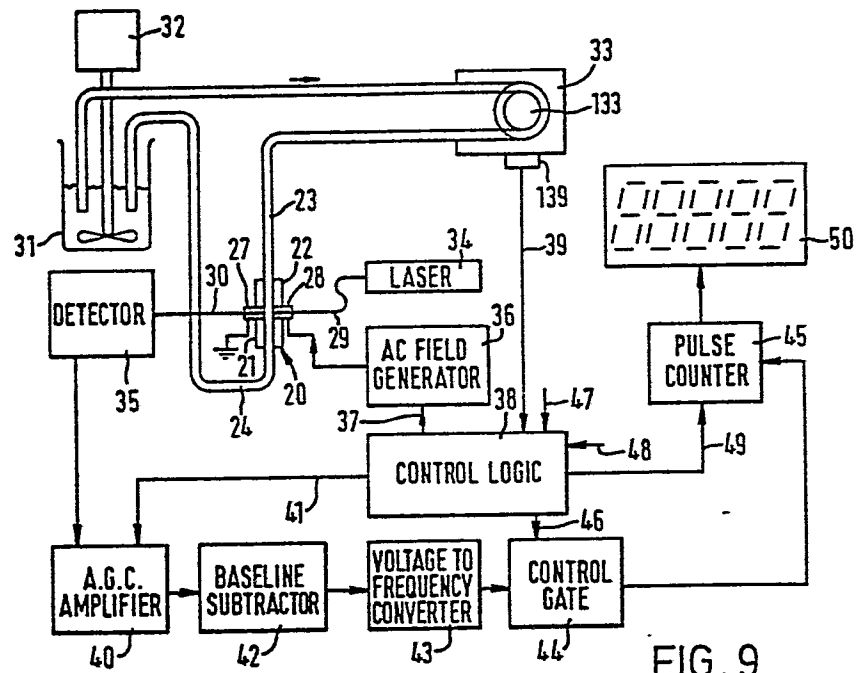 32
33
133
139
31
23
39
50
27
22
28
34
LASER
30
29
DETECTOR
35
21
20
24
36
AC FIELD
GENERATOR
45
PULSE
COUNTER
37
38
47
48
49
CONTROL LOGIC
41
46
A.G.C.
AMPLIFIER
40
BASELINE
SUBTRACTOR
42
VOLTAGE TO
FREQUENCY
CONVERTER
43
CONTROL
GATE
44
FIG. 9